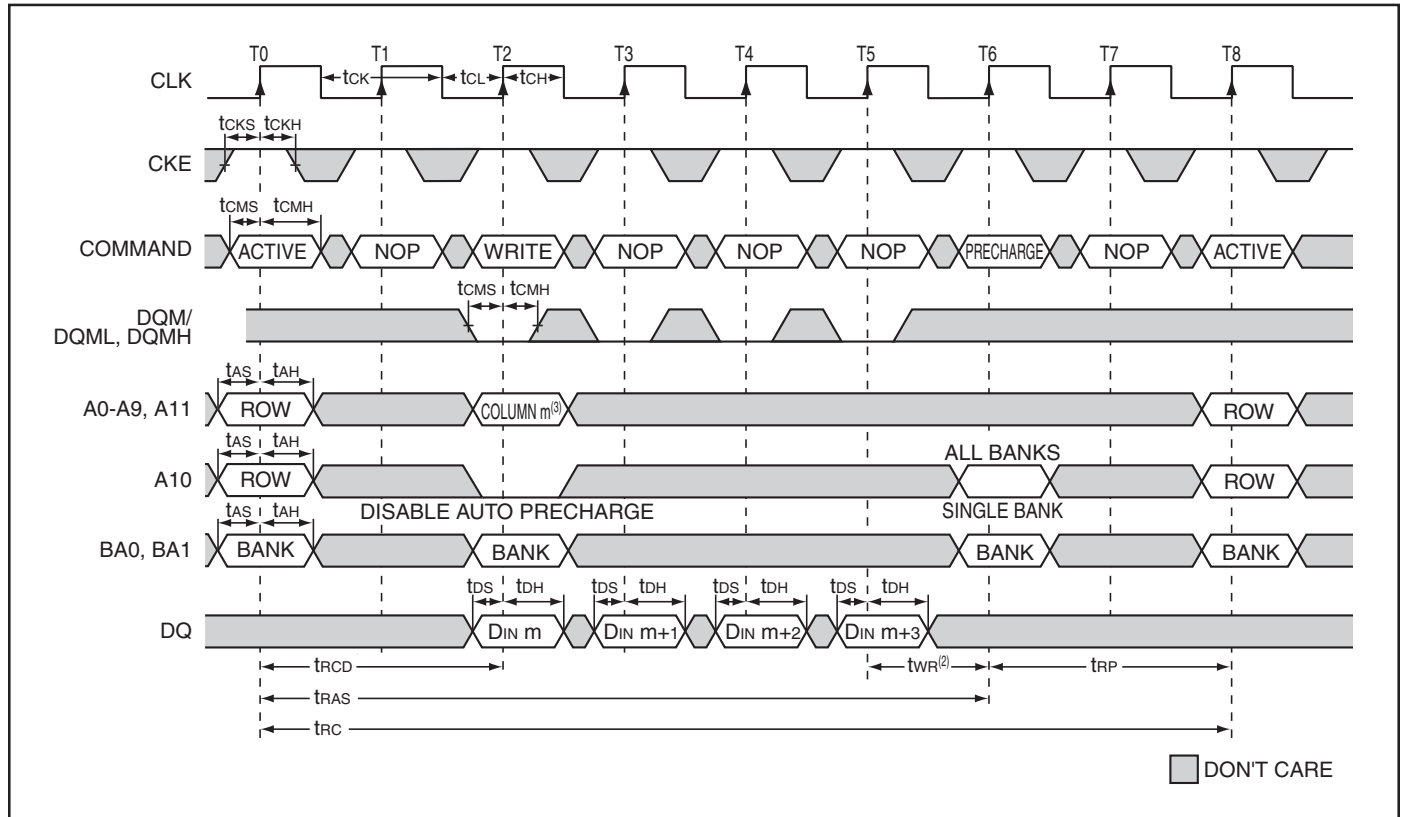 T0 T1 T2 T3 T4 T5 T6 T7 T8
CLK tCK tCL tCH
tCKS tCKH
CKE
tCMS tCMH
COMMAND ACTIVE NOP WRITE NOP NOP NOP PRECHARGE NOP ACTIVE
tCMS tCMH
DQM/
DQML, DQMH
tAS tAH
A0-A9, A11 ROW COLUMN m(3) ROW
tAS tAH ALL BANKS
A10 ROW ROW
tAS tAH DISABLE AUTO PRECHARGE SINGLE BANK
BA0, BA1 BANK BANK BANK BANK
tDS tDH tDS tDH tDS tDH tDS tDH
DQ DIN m DIN m+1 DIN m+2 DIN m+3
tRCD tWR(2) tRP
tRAS
tRC
DON'T CARE